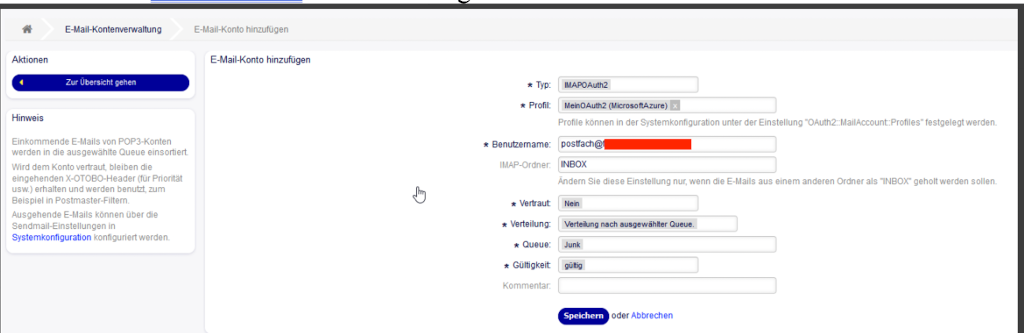 E-Mail-Kontenverwaltung
E-Mail-Konto hinzufügen
Aktionen
Zur Übersicht gehen
Hinweis
Einkommende E-Mails von POP3-Konten
werden in die ausgewählte Queue einsortiert.
Wird dem Konto vertraut, bleiben die
eingehenden X-OTOBO-Header (für Priorität
usw.) erhalten und werden benutzt, zum
Beispiel in Postmaster-Filtern.
Ausgehende E-Mails können über die
Sendmail-Einstellungen in
Systemkonfiguration konfiguriert werden.
E-Mail-Konto hinzufügen
* Typ: IMAPOAuth2
* Profil: MeinOAuth2 (MicrosoftAzure) x
Profile können in der Systemkonfiguration unter der Einstellung "OAuth2::MailAccount::Profiles" festgelegt werden.
* Benutzername: postfach@
IMAP-Ordner: INBOX
Ändern Sie diese Einstellung nur, wenn die E-Mails aus einem anderen Ordner als "INBOX" geholt werden sollen.
* Vertraut: Nein
* Verteilung: Verteilung nach ausgewählter Queue.
* Queue: Junk
* Gültigkeit: gültig
Kommentar:
Speichern oder Abbrechen